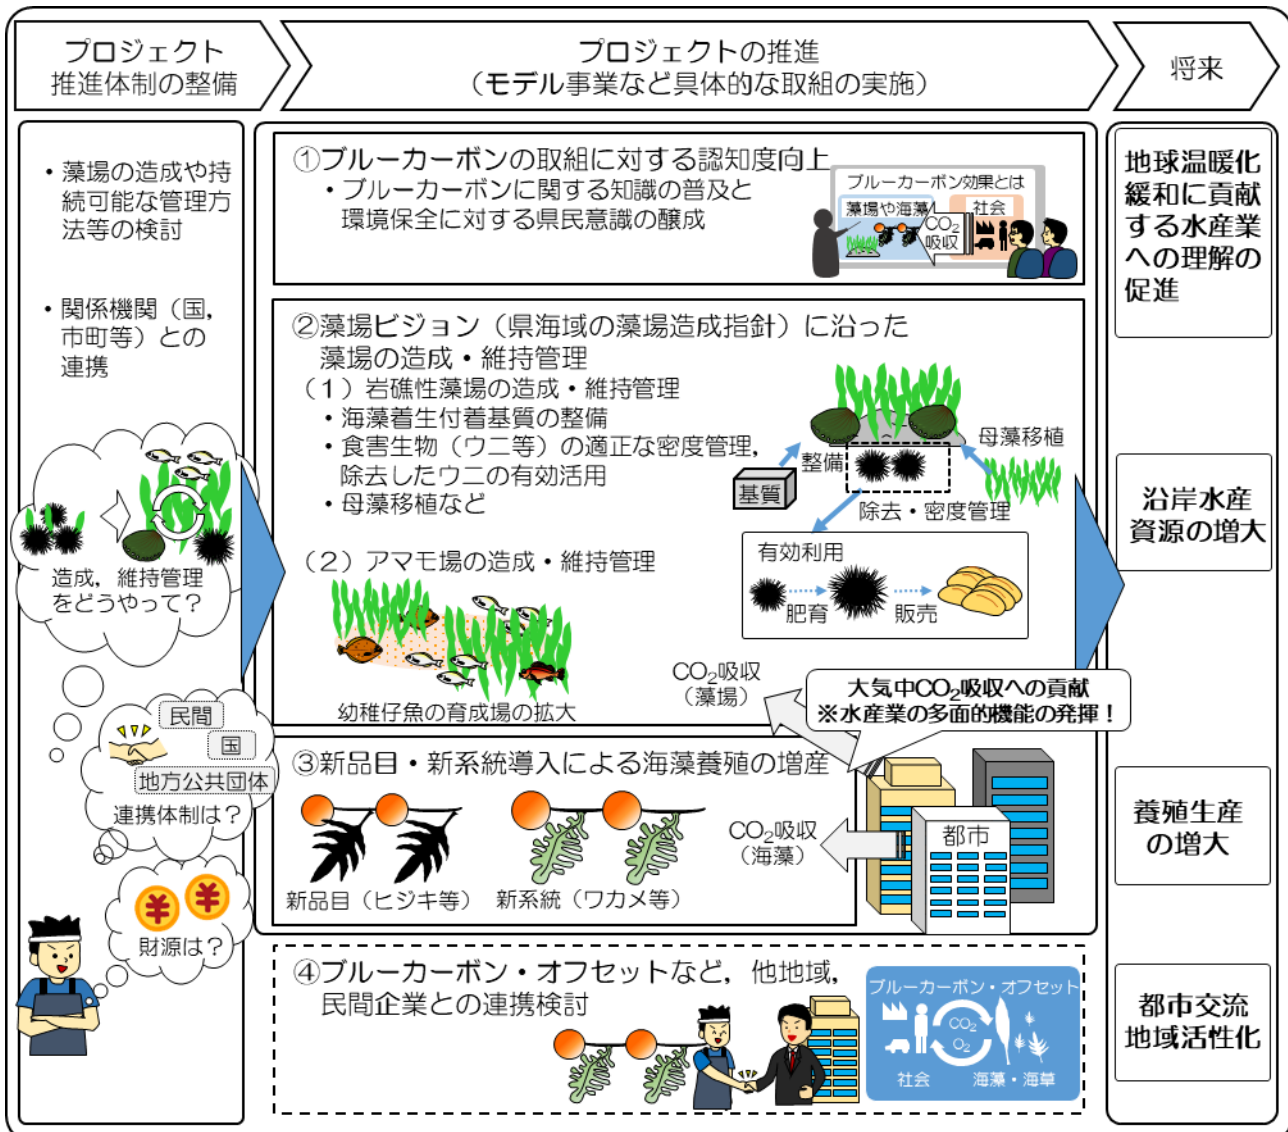 プロジェクト
推進体制の整備
プロジェクトの推進
（モデル事業など具体的な取組の実施）
将来
・藻場の造成や持
続可能な管理方
法等の検討
・関係機関（国，
市町等）との
連携
造成，維持管理
をどうやって？
民間
国
地方公共団体
連携体制は？
¥ ¥
財源は？
①ブルーカーボンの取組に対する認知度向上
・ブルーカーボンに関する知識の普及と
環境保全に対する県民意識の醸成
ブルーカーボン効果とは
藻場や海藻
社会
CO₂
吸収
②藻場ビジョン（県海域の藻場造成指針）に沿った
藻場の造成・維持管理
（１）岩礁性藻場の造成・維持管理
・海藻着生付着基質の整備
・食害生物（ウニ等）の適正な密度管理，
除去したウニの有効活用
・母藻移植など
基質
整備
母藻移植
除去・密度管理
有効利用
肥育
販売
（２）アマモ場の造成・維持管理
幼稚仔魚の育成場の拡大
CO₂吸収
（藻場）
大気中CO₂吸収への貢献
※水産業の多面的機能の発揮！
③新品目・新系統導入による海藻養殖の増産
新品目（ヒジキ等）
新系統（ワカメ等）
CO₂吸収
（海藻）
都市
④ブルーカーボン・オフセットなど，他地域，
民間企業との連携検討
ブルーカーボン・オフセット
CO₂
O₂
社会
海藻・海草
地球温暖化
緩和に貢献
する水産業
への理解の
促進
沿岸水産
資源の増大
養殖生産
の増大
都市交流
地域活性化